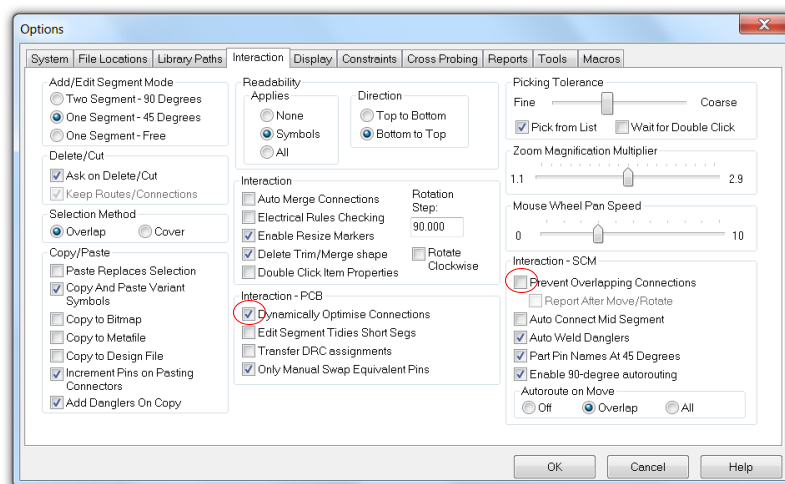 Options
System File Locations Library Paths Interaction Display Constraints Cross Probing Reports Tools Macros
Add/Edit Segment Mode
Two Segment - 90 Degrees
One Segment - 45 Degrees
One Segment - Free
Delete/Cut
Ask on Delete/Cut
Keep Routes/Connections
Selection Method
Overlap Cover
Copy/Paste
Paste Replaces Selection
Copy And Paste Variant
Symbols
Copy to Bitmap
Copy to Metafile
Copy to Design File
Increment Pins on Pasting
Connectors
Add Danglers On Copy
Readability
Applies
None
Symbols
All
Direction
Top to Bottom
Bottom to Top
Interaction
Auto Merge Connections
Electrical Rules Checking
Enable Resize Markers
Delete Trim/Merge shape
Double Click Item Properties
Rotation
Step:
90.000
Rotate
Clockwise
Interaction - PCB
Dynamically Optimise Connections
Edit Segment Tidies Short Segs
Transfer DRC assignments
Only Manual Swap Equivalent Pins
Picking Tolerance
Fine Coarse
Pick from List Wait for Double Click
Zoom Magnification Multiplier
1.1 2.9
Mouse Wheel Pan Speed
0 10
Interaction - SCM
Prevent Overlapping Connections
Report After Move/Rotate
Auto Connect Mid Segment
Auto Weld Danglers
Part Pin Names At 45 Degrees
Enable 90-degree autorouting
Autoroute on Move
Off Overlap All
OK Cancel Help